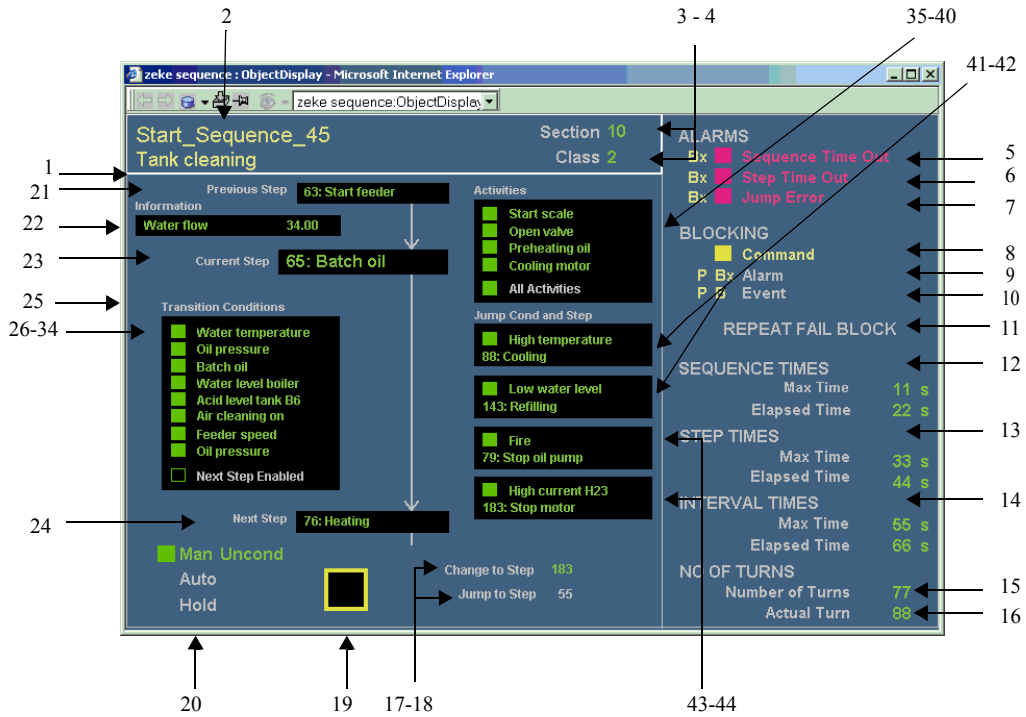 2
3 - 4
35-40
41-42
zeke sequence : ObjectDisplay - Microsoft Internet Explorer
zeke sequence:ObjectDisplay
Start_Sequence_45
Tank cleaning
Section 10
Class 2
1
21
22
23
25
26-34
24
Previous Step 63: Start feeder
Information
Water flow 34.00
Current Step 65: Batch oil
Transition Conditions
Water temperature
Oil pressure
Batch oil
Water level boiler
Acid level tank B6
Air cleaning on
Feeder speed
Oil pressure
Next Step Enabled
Next Step 76: Heating
Man Uncond
Auto
Hold
Activities
Start scale
Open valve
Preheating oil
Cooling motor
All Activities
Jump Cond and Step
High temperature
88: Cooling
Low water level
143: Refilling
Fire
79: Stop oil pump
High current H23
183: Stop motor
Change to Step 183
Jump to Step 55
ALARMS
Bx Sequence Time Out
Bx Step Time Out
Bx Jump Error
BLOCKING
Command
P Bx Alarm
P B Event
REPEAT FAIL BLOCK
SEQUENCE TIMES
Max Time 11 s
Elapsed Time 22 s
STEP TIMES
Max Time 33 s
Elapsed Time 44 s
INTERVAL TIMES
Max Time 55 s
Elapsed Time 66 s
NO OF TURNS
Number of Turns 77
Actual Turn 88
5
6
7
8
9
10
11
12
13
14
15
16
20
19
17-18
43-44